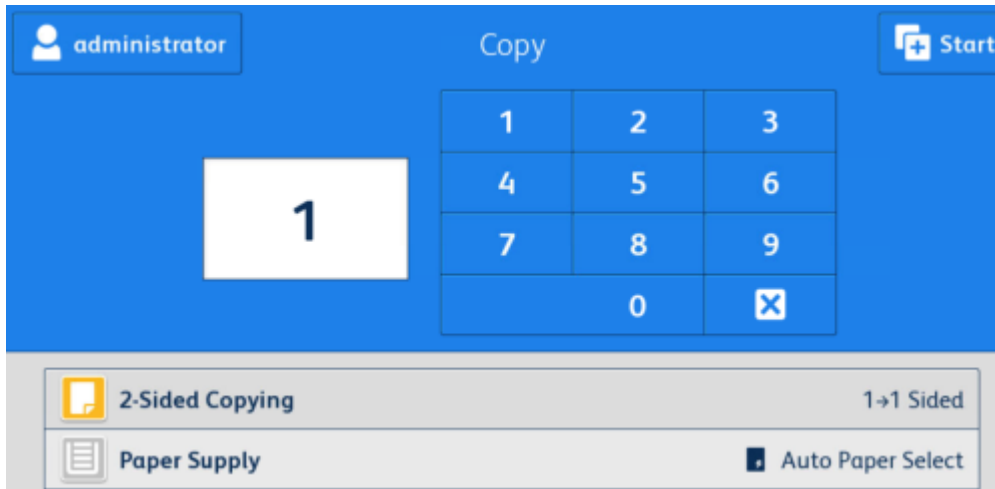 administrator Copy Start
1 2 3
4 5 6
1
7 8 9
0
2-Sided Copying 1→1 Sided
Paper Supply Auto Paper Select